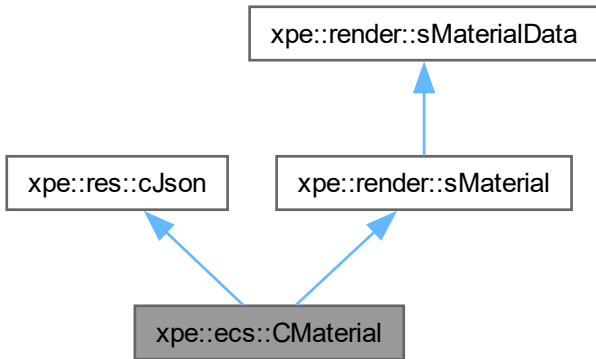 xpe::render::sMaterialData
xpe::res::cJson
xpe::render::sMaterial
xpe::ecs::CMaterial